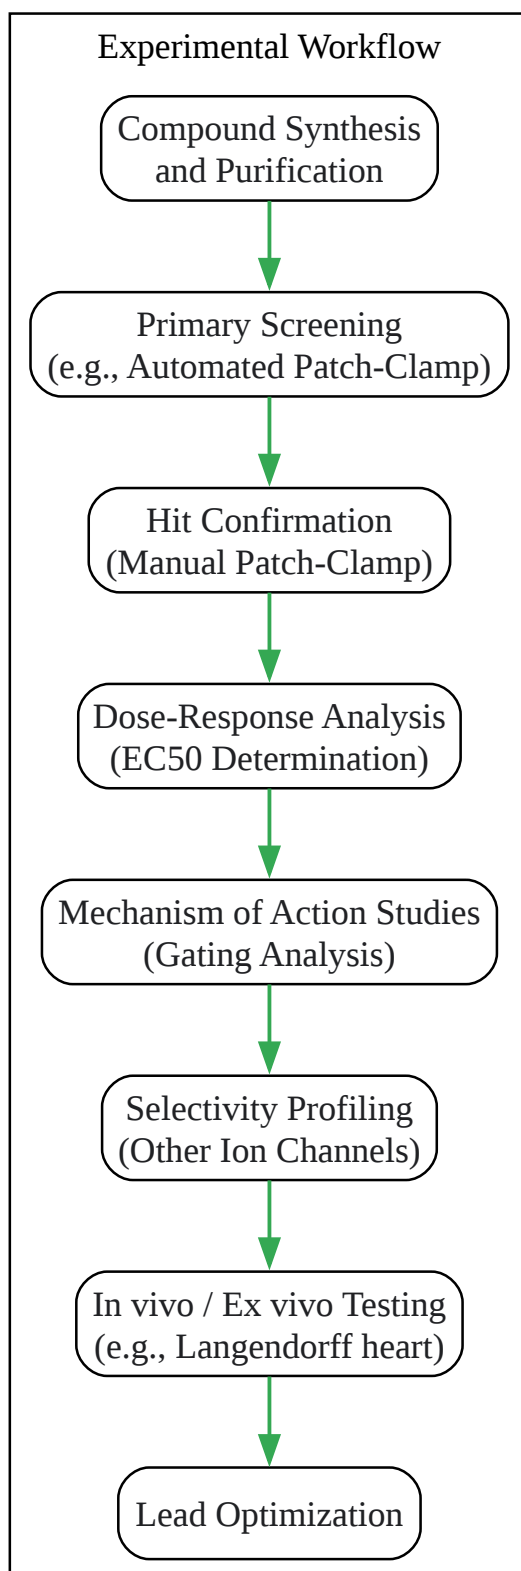 Experimental Workflow
Compound Synthesis
and Purification
Primary Screening
(e.g., Automated Patch-Clamp)
Hit Confirmation
(Manual Patch-Clamp)
Dose-Response Analysis
(EC50 Determination)
Mechanism of Action Studies
(Gating Analysis)
Selectivity Profiling
(Other Ion Channels)
In vivo / Ex vivo Testing
(e.g., Langendorff heart)
Lead Optimization